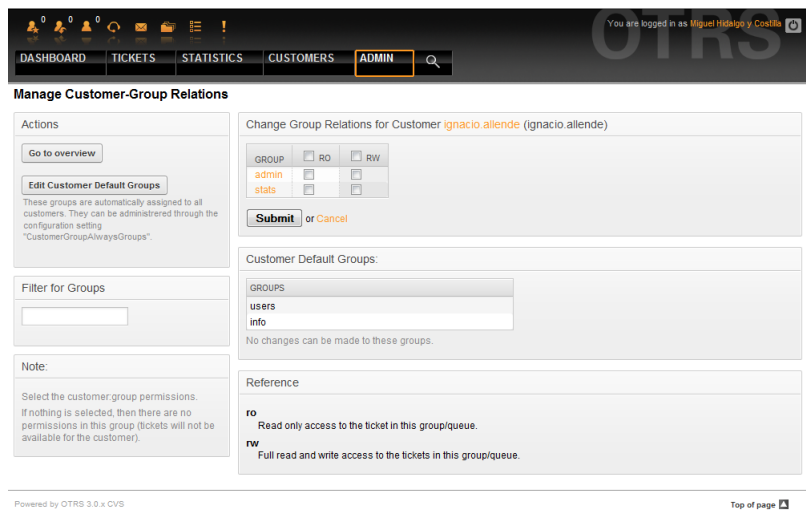 0 0 0 !
OTRS
You are logged in as Miguel Hidalgo y Costilla
DASHBOARD TICKETS STATISTICS CUSTOMERS ADMIN
Manage Customer-Group Relations
Actions
Go to overview
Edit Customer Default Groups
These groups are automatically assigned to all
customers. They can be administrered through the
configuration setting
"CustomerGroupAlwaysGroups".
Filter for Groups
Note:
Select the customer:group permissions.
If nothing is selected, then there are no
permissions in this group (tickets will not be
available for the customer).
Change Group Relations for Customer ignacio.allende (ignacio.allende)
GROUP RO RW
admin
stats
Submit or Cancel
Customer Default Groups:
GROUPS
users
info
No changes can be made to these groups.
Reference
ro
Read only access to the ticket in this group/queue.
rw
Full read and write access to the tickets in this group/queue.
Powered by OTRS 3.0.x CVS
Top of page